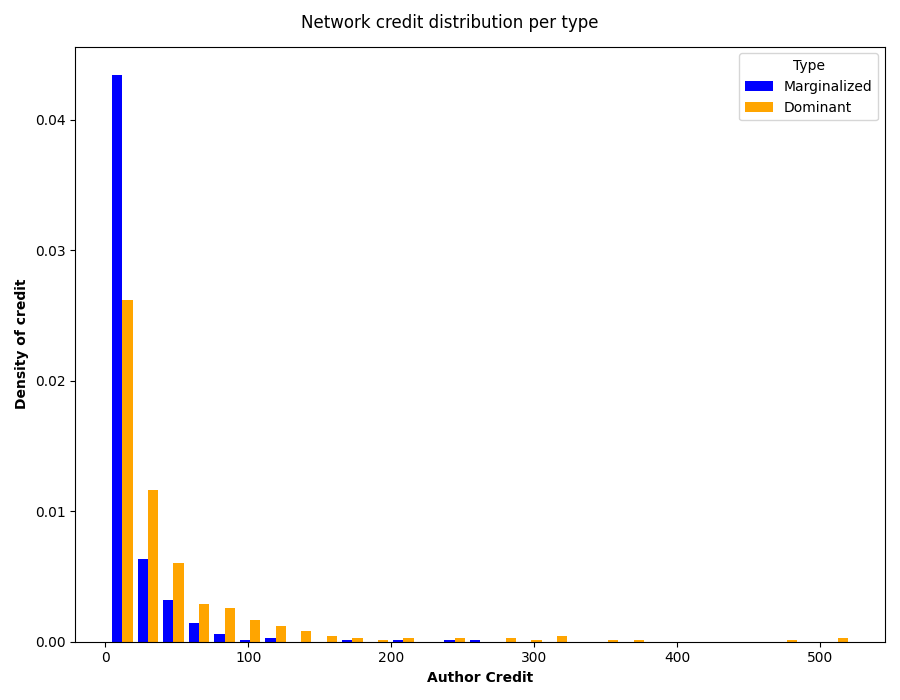 Network credit distribution per type
Type
Marginalized
Dominant
Density of credit
0.04
0.03
0.02
0.01
0.00
0 100 200 300 400 500
Author Credit